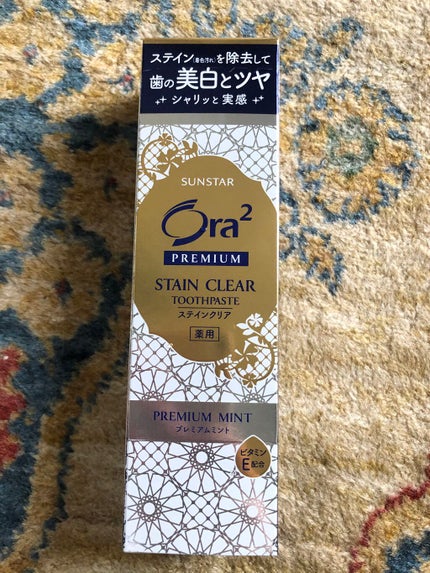 ステイン(着色汚れ)を除去して
歯の美白とツヤ
シャリッと実感
SUNSTAR
Ora2
PREMIUM
STAIN CLEAR
TOOTHPASTE
ステインクリア
薬用
PREMIUM MINT
プレミアムミント
ビタミン
E配合